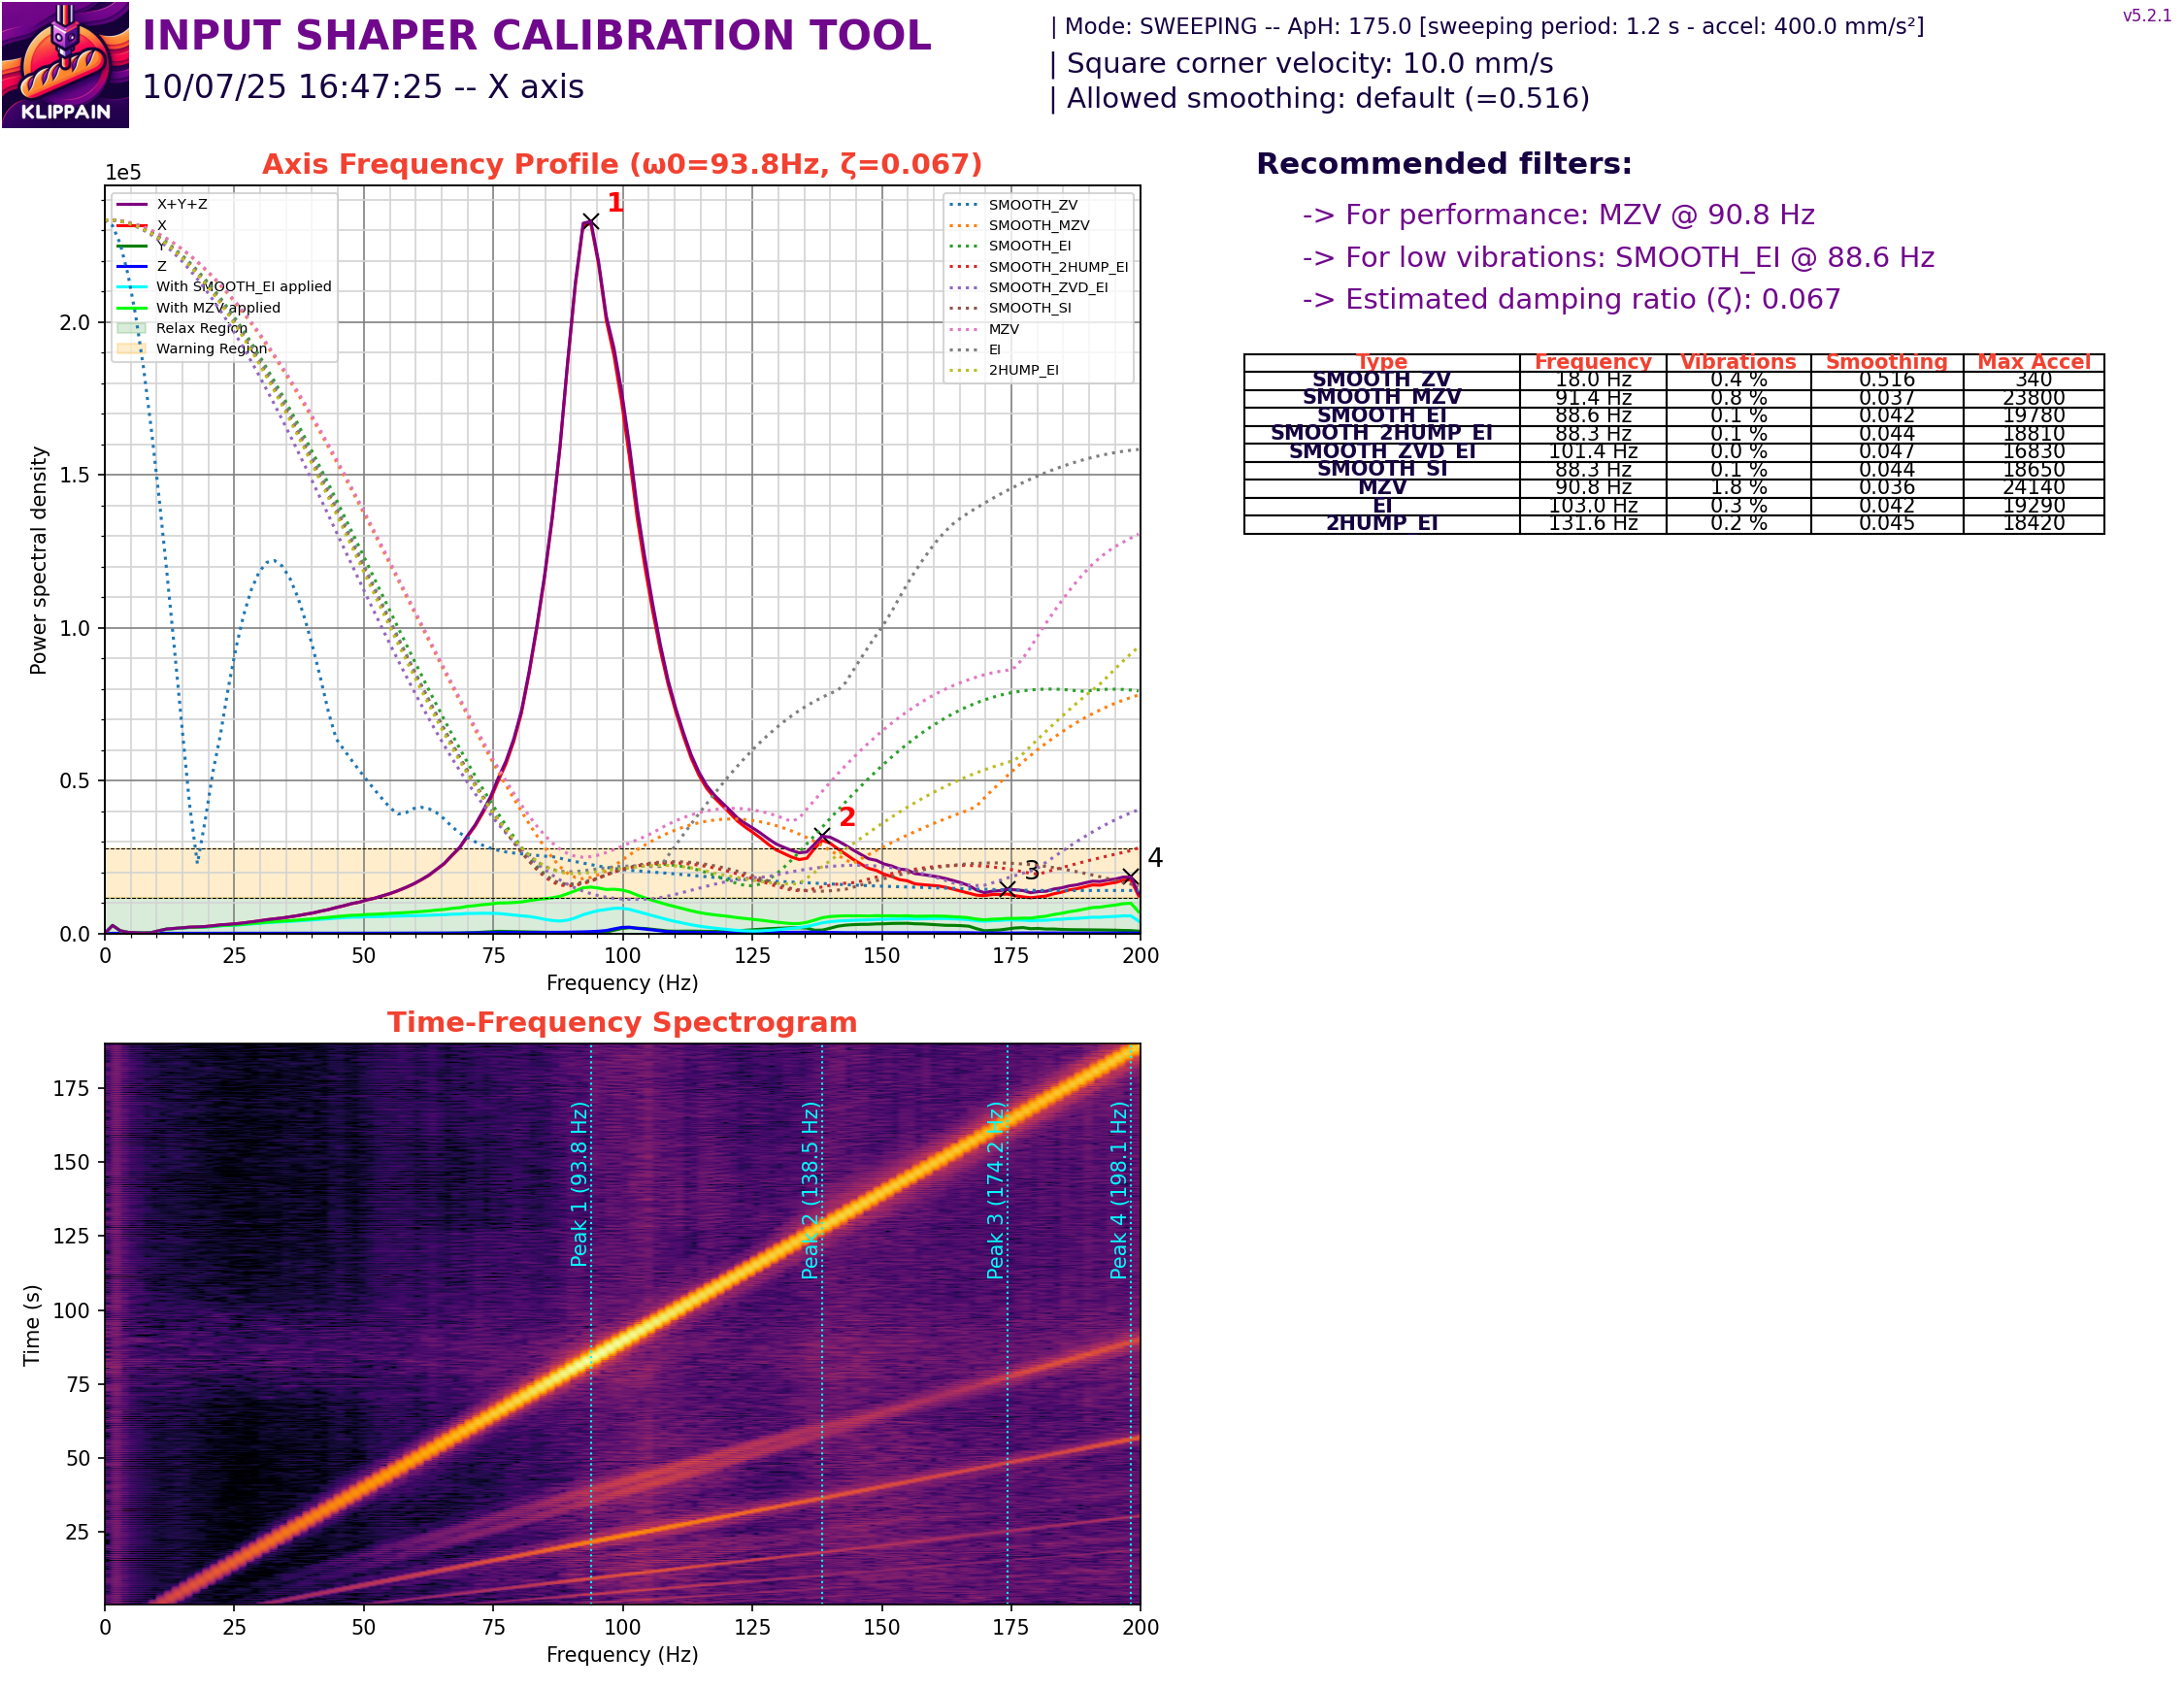 KLIPPAIN
INPUT SHAPER CALIBRATION TOOL
10/07/25 16:47:25 -- X axis
| Mode: SWEEPING -- ApH: 175.0 [sweeping period: 1.2 s - accel: 400.0 mm/s²]
| Square corner velocity: 10.0 mm/s
| Allowed smoothing: default (=0.516)
v5.2.1
Axis Frequency Profile (ω0=93.8Hz, ζ=0.067)
1e5
X+Y+Z
X
Y
Z
With SMOOTH_EI applied
With MZV applied
Relax Region
Warning Region
SMOOTH_ZV
SMOOTH_MZV
SMOOTH_EI
SMOOTH_2HUMP_EI
SMOOTH_ZVD_EI
SMOOTH_SI
MZV
EI
2HUMP_EI
1
2
3
4
2.0
1.5
1.0
0.5
0.0
Power spectral density
0 25 50 75 100 125 150 175 200
Frequency (Hz)
Recommended filters:
-> For performance: MZV @ 90.8 Hz
-> For low vibrations: SMOOTH_EI @ 88.6 Hz
-> Estimated damping ratio (ζ): 0.067
Type Frequency Vibrations Smoothing Max Accel
SMOOTH_ZV 18.0 Hz 0.4 % 0.516 340
SMOOTH_MZV 91.4 Hz 0.8 % 0.037 23800
SMOOTH_EI 88.6 Hz 0.1 % 0.042 19780
SMOOTH_2HUMP_EI 88.3 Hz 0.1 % 0.044 18810
SMOOTH_ZVD_EI 101.4 Hz 0.0 % 0.047 16830
SMOOTH_SI 88.3 Hz 0.1 % 0.044 18650
MZV 90.8 Hz 1.8 % 0.036 24140
EI 103.0 Hz 0.3 % 0.042 19290
2HUMP_EI 131.6 Hz 0.2 % 0.045 18420
Time-Frequency Spectrogram
Peak 1 (93.8 Hz)
Peak 2 (138.5 Hz)
Peak 3 (174.2 Hz)
Peak 4 (198.1 Hz)
175
150
125
100
75
50
25
Time (s)
0 25 50 75 100 125 150 175 200
Frequency (Hz)